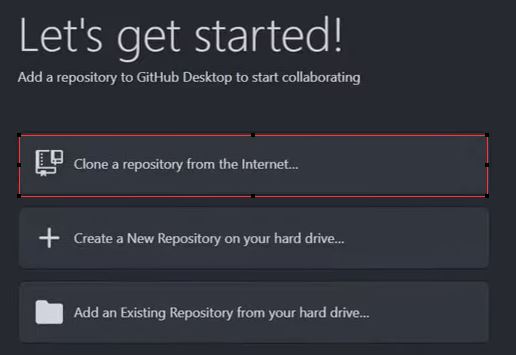 Let's get started!
Add a repository to GitHub Desktop to start collaborating
Clone a repository from the Internet...
Create a New Repository on your hard drive...
Add an Existing Repository from your hard drive...